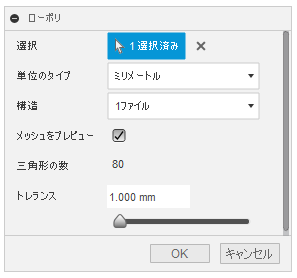 ローポリ
選択 1 選択済み
単位のタイプ ミリメートル
構造 1ファイル
メッシュをプレビュー
三角形の数 80
トレランス 1.000 mm
OK キャンセル